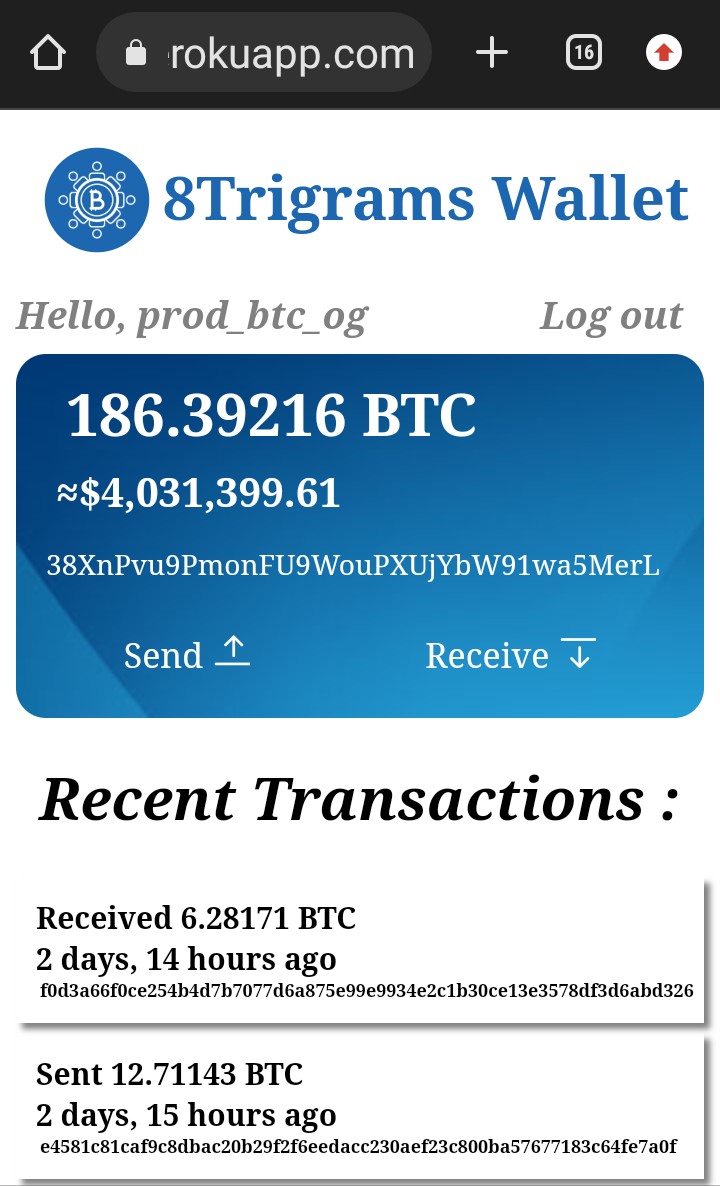 rokuapp.com
16
8Trigrams Wallet
Hello, prod_btc_og
Log out
186.39216 BTC
≈$4,031,399.61
38XnPvu9PmonFU9WouPXUjYbW91wa5MerL
Send
Receive
Recent Transactions :
Received 6.28171 BTC
2 days, 14 hours ago
f0d3a66f0ce254b4d7b7077d6a875e99e9934e2c1b30ce13e3578df3d6abd326
Sent 12.71143 BTC
2 days, 15 hours ago
e4581c81caf9c8dbac20b29f2f6eedacc230aef23c800ba57677183c64fe7a0f